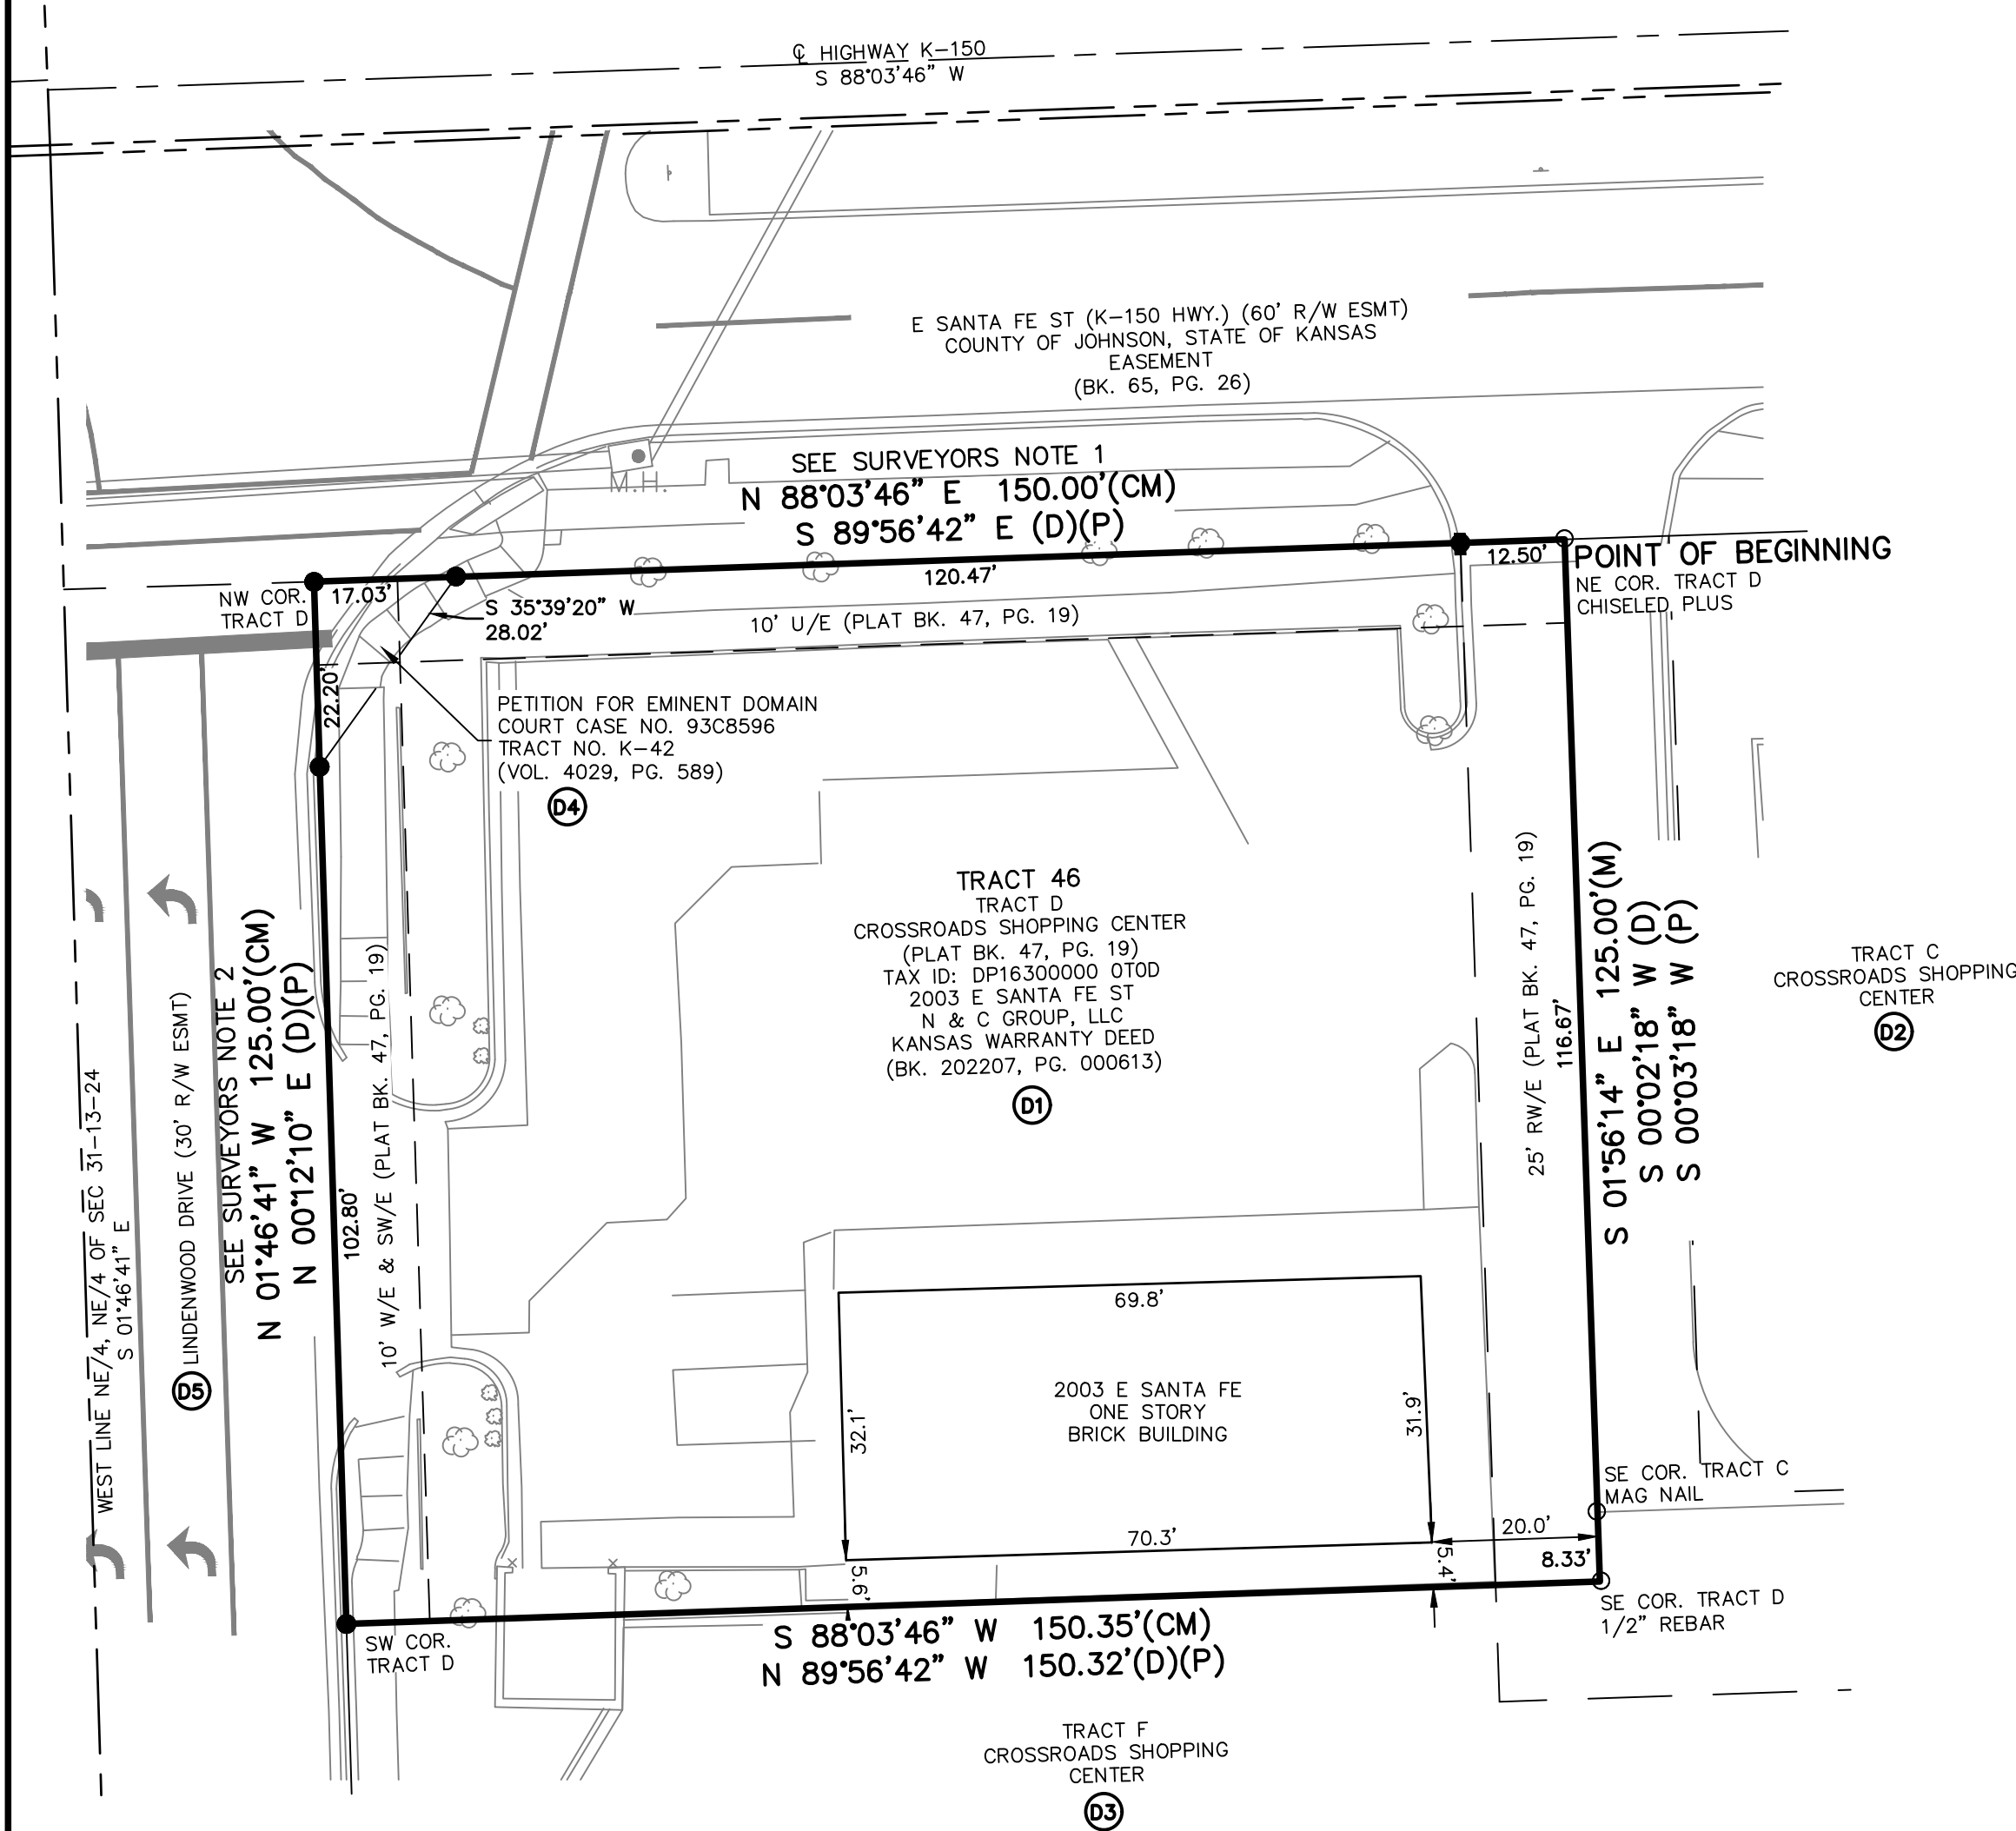 ℄ HIGHWAY K-150
S 88°03'46" W
E SANTA FE ST (K-150 HWY.) (60' R/W ESMT)
COUNTY OF JOHNSON, STATE OF KANSAS
EASEMENT
(BK. 65, PG. 26)
M.H.
SEE SURVEYORS NOTE 1
N 88°03'46" E 150.00'(CM)
S 89°56'42" E (D)(P)
12.50'
POINT OF BEGINNING
NE COR. TRACT D
CHISELED PLUS
120.47'
NW COR.
TRACT D
17.03'
S 35°39'20" W
28.02'
10' U/E (PLAT BK. 47, PG. 19)
22.20'
PETITION FOR EMINENT DOMAIN
COURT CASE NO. 93C8596
TRACT NO. K-42
(VOL. 4029, PG. 589)
D4
TRACT 46
TRACT D
CROSSROADS SHOPPING CENTER
(PLAT BK. 47, PG. 19)
TAX ID: DP16300000 0T0D
2003 E SANTA FE ST
N & C GROUP, LLC
KANSAS WARRANTY DEED
(BK. 202207, PG. 000613)
D1
25' RW/E (PLAT BK. 47, PG. 19)
116.67'
S 01°56'14" E 125.00'(M)
S 00°02'18" W (D)
S 00°03'18" W (P)
TRACT C
CROSSROADS SHOPPING
CENTER
D2
WEST LINE NE/4, NE/4 OF SEC 31-13-24
S 01°46'41" E
LINDENWOOD DRIVE (30' R/W ESMT)
D5
SEE SURVEYORS NOTE 2
N 01°46'41" W 125.00'(CM)
N 00°12'10" E (D)(P)
102.80'
10' W/E & SW/E (PLAT BK. 47, PG. 19)
69.8'
32.1'
2003 E SANTA FE
ONE STORY
BRICK BUILDING
31.9'
70.3'
5.6'
5.4'
20.0'
8.33'
SE COR. TRACT C
MAG NAIL
SE COR. TRACT D
1/2" REBAR
SW COR.
TRACT D
S 88°03'46" W 150.35'(CM)
N 89°56'42" W 150.32'(D)(P)
TRACT F
CROSSROADS SHOPPING
CENTER
D3